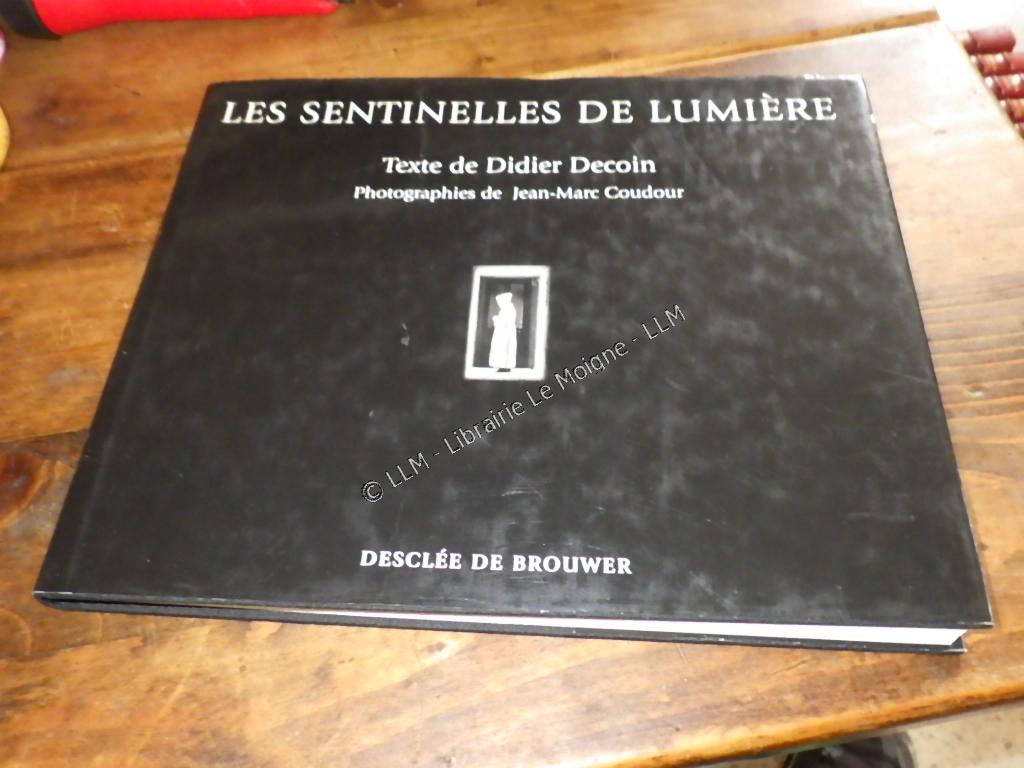 LES SENTINELLES DE LUMIÈRE
Texte de Didier Decoin
Photographies de Jean-Marc Coudour
© LLM - Librairie Le Moigne - LLM
DESCLÉE DE BROUWER